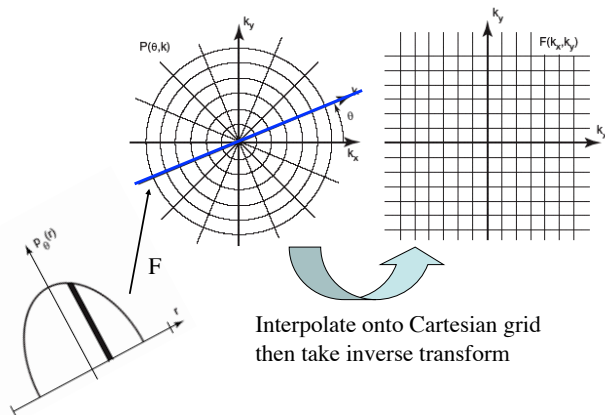 k_y
P(θ,k)
k
θ
k_x
k_y
F(k_x,k_y)
k_x
p_θ(r)
F
r
Interpolate onto Cartesian grid
then take inverse transform